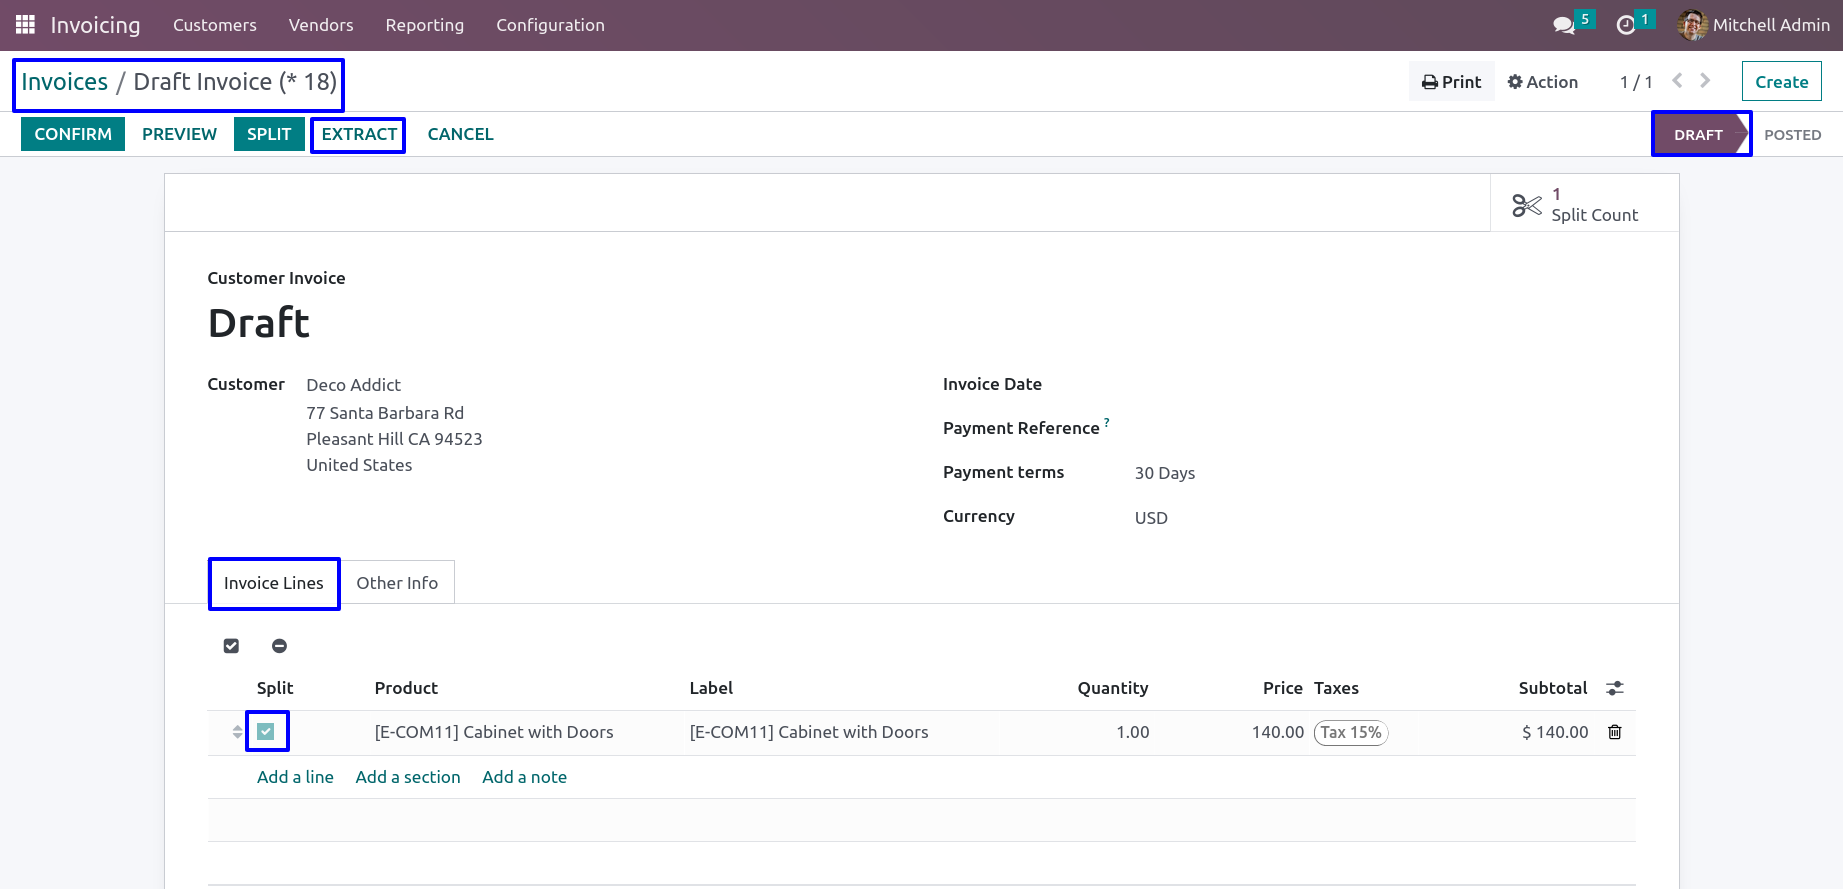 Invoicing Customers Vendors Reporting Configuration 5 1 Mitchell Admin
Invoices / Draft Invoice (* 18) Print Action 1 / 1 Create
CONFIRM PREVIEW SPLIT EXTRACT CANCEL DRAFT POSTED
1
Split Count
Customer Invoice
Draft
Customer Deco Addict Invoice Date
77 Santa Barbara Rd
Payment Reference ?
Pleasant Hill CA 94523
United States
Payment terms 30 Days
Currency USD
Invoice Lines Other Info
Split Product Label Quantity Price Taxes Subtotal
[E-COM11] Cabinet with Doors [E-COM11] Cabinet with Doors 1.00 140.00 Tax 15% $ 140.00
Add a line Add a section Add a note